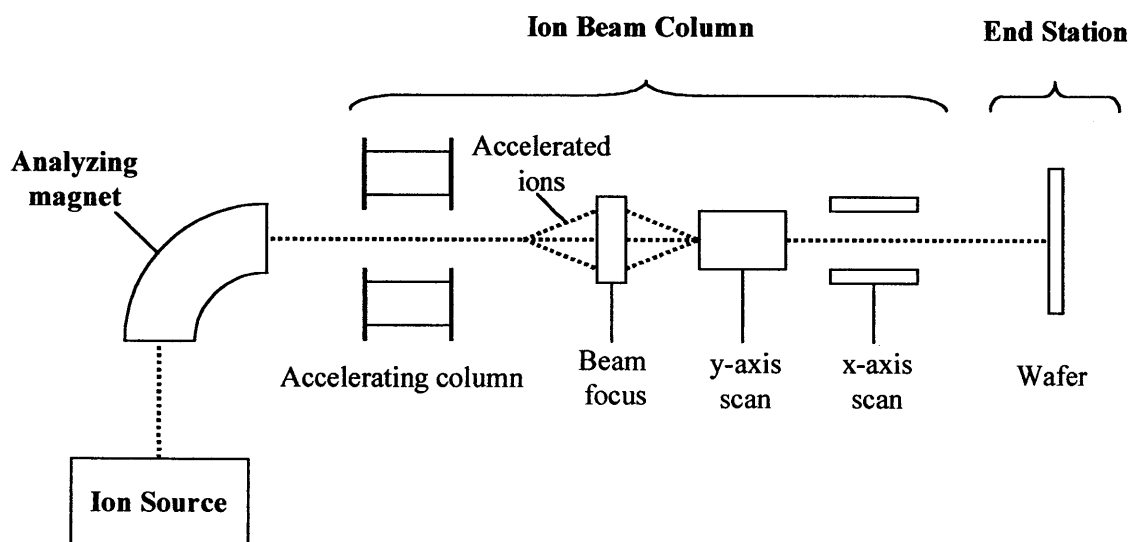 Ion Beam Column
End Station
Analyzing
magnet
Accelerated
ions
Accelerating column
Beam
focus
y-axis
scan
x-axis
scan
Wafer
Ion Source